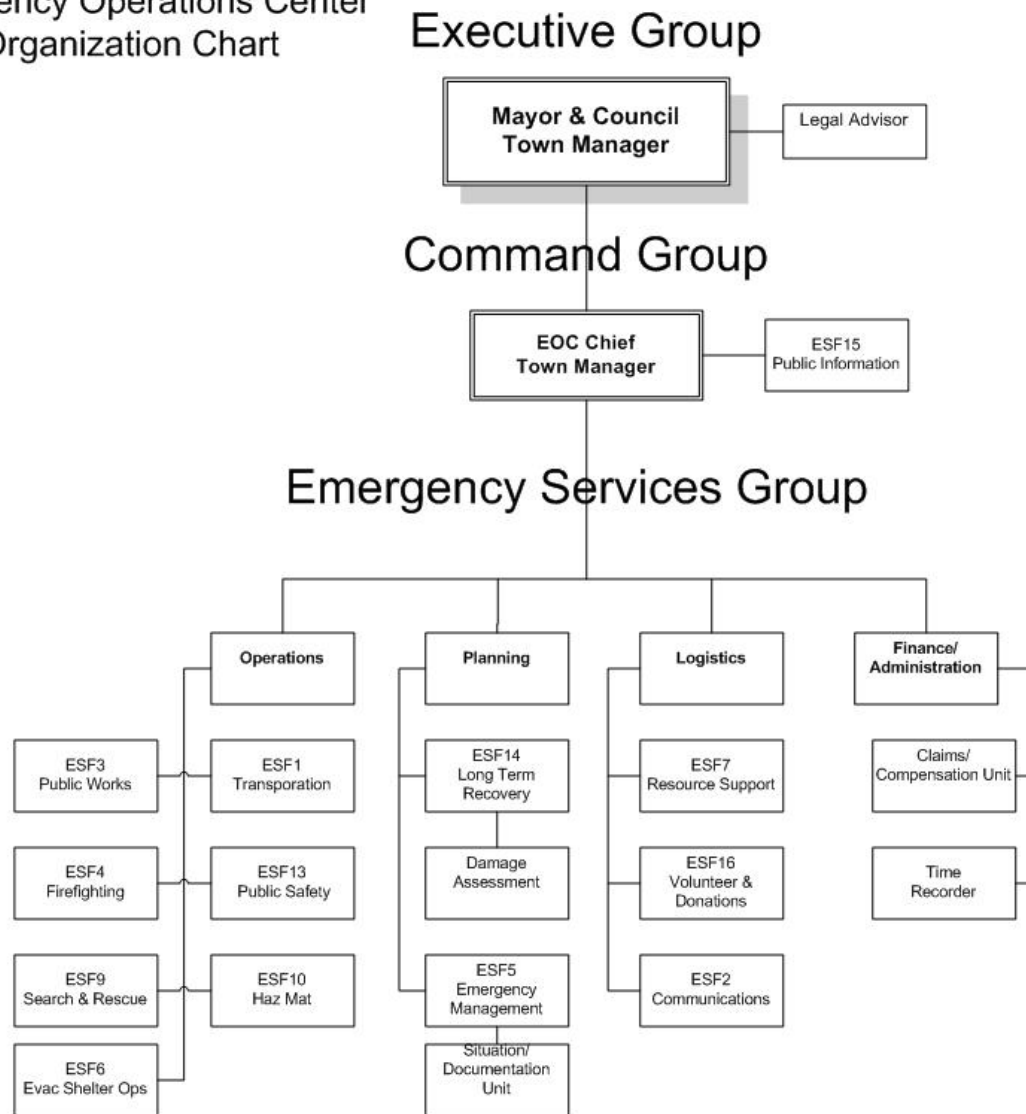 Operations Center
Organization Chart
Executive Group
Mayor & Council
Town Manager
Legal Advisor
Command Group
EOC Chief
Town Manager
ESF15
Public Information
Emergency Services Group
Operations
Planning
Logistics
Finance/
Administration
ESF3
Public Works
ESF1
Transporation
ESF14
Long Term
Recovery
ESF7
Resource Support
Claims/
Compensation Unit
ESF4
Firefighting
ESF13
Public Safety
Damage
Assessment
ESF16
Volunteer &
Donations
Time
Recorder
ESF9
Search & Rescue
ESF10
Haz Mat
ESF5
Emergency
Management
ESF2
Communications
ESF6
Evac Shelter Ops
Situation/
Documentation
Unit